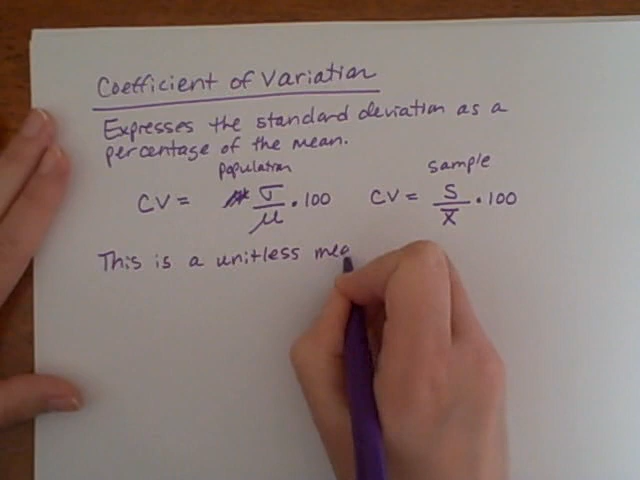 Coefficient of Variation
Expresses the standard deviation as a
percentage of the mean.
population
sample
CV = σ/μ • 100
CV = S/x̄ • 100
This is a unitless mea